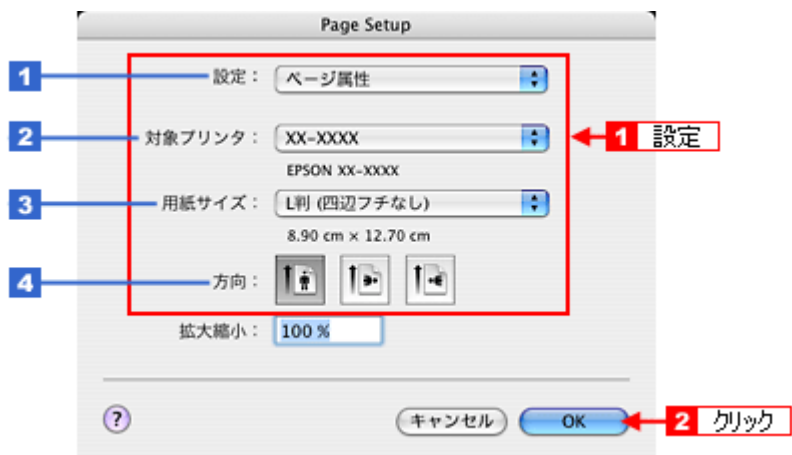 Page Setup
1 設定： ページ属性
2 対象プリンタ： XX-XXXX
1 設定
EPSON XX-XXXX
3 用紙サイズ： L判 (四辺フチなし)
8.90 cm × 12.70 cm
4 方向：
拡大縮小： 100 %
? キャンセル OK
2 クリック